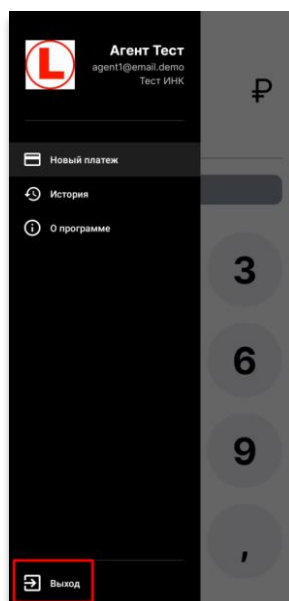 L
Агент Тест
agent1@email.demo
Тест ИНК
₽
Новый платеж
История
О программе
3
6
9
,
Выход